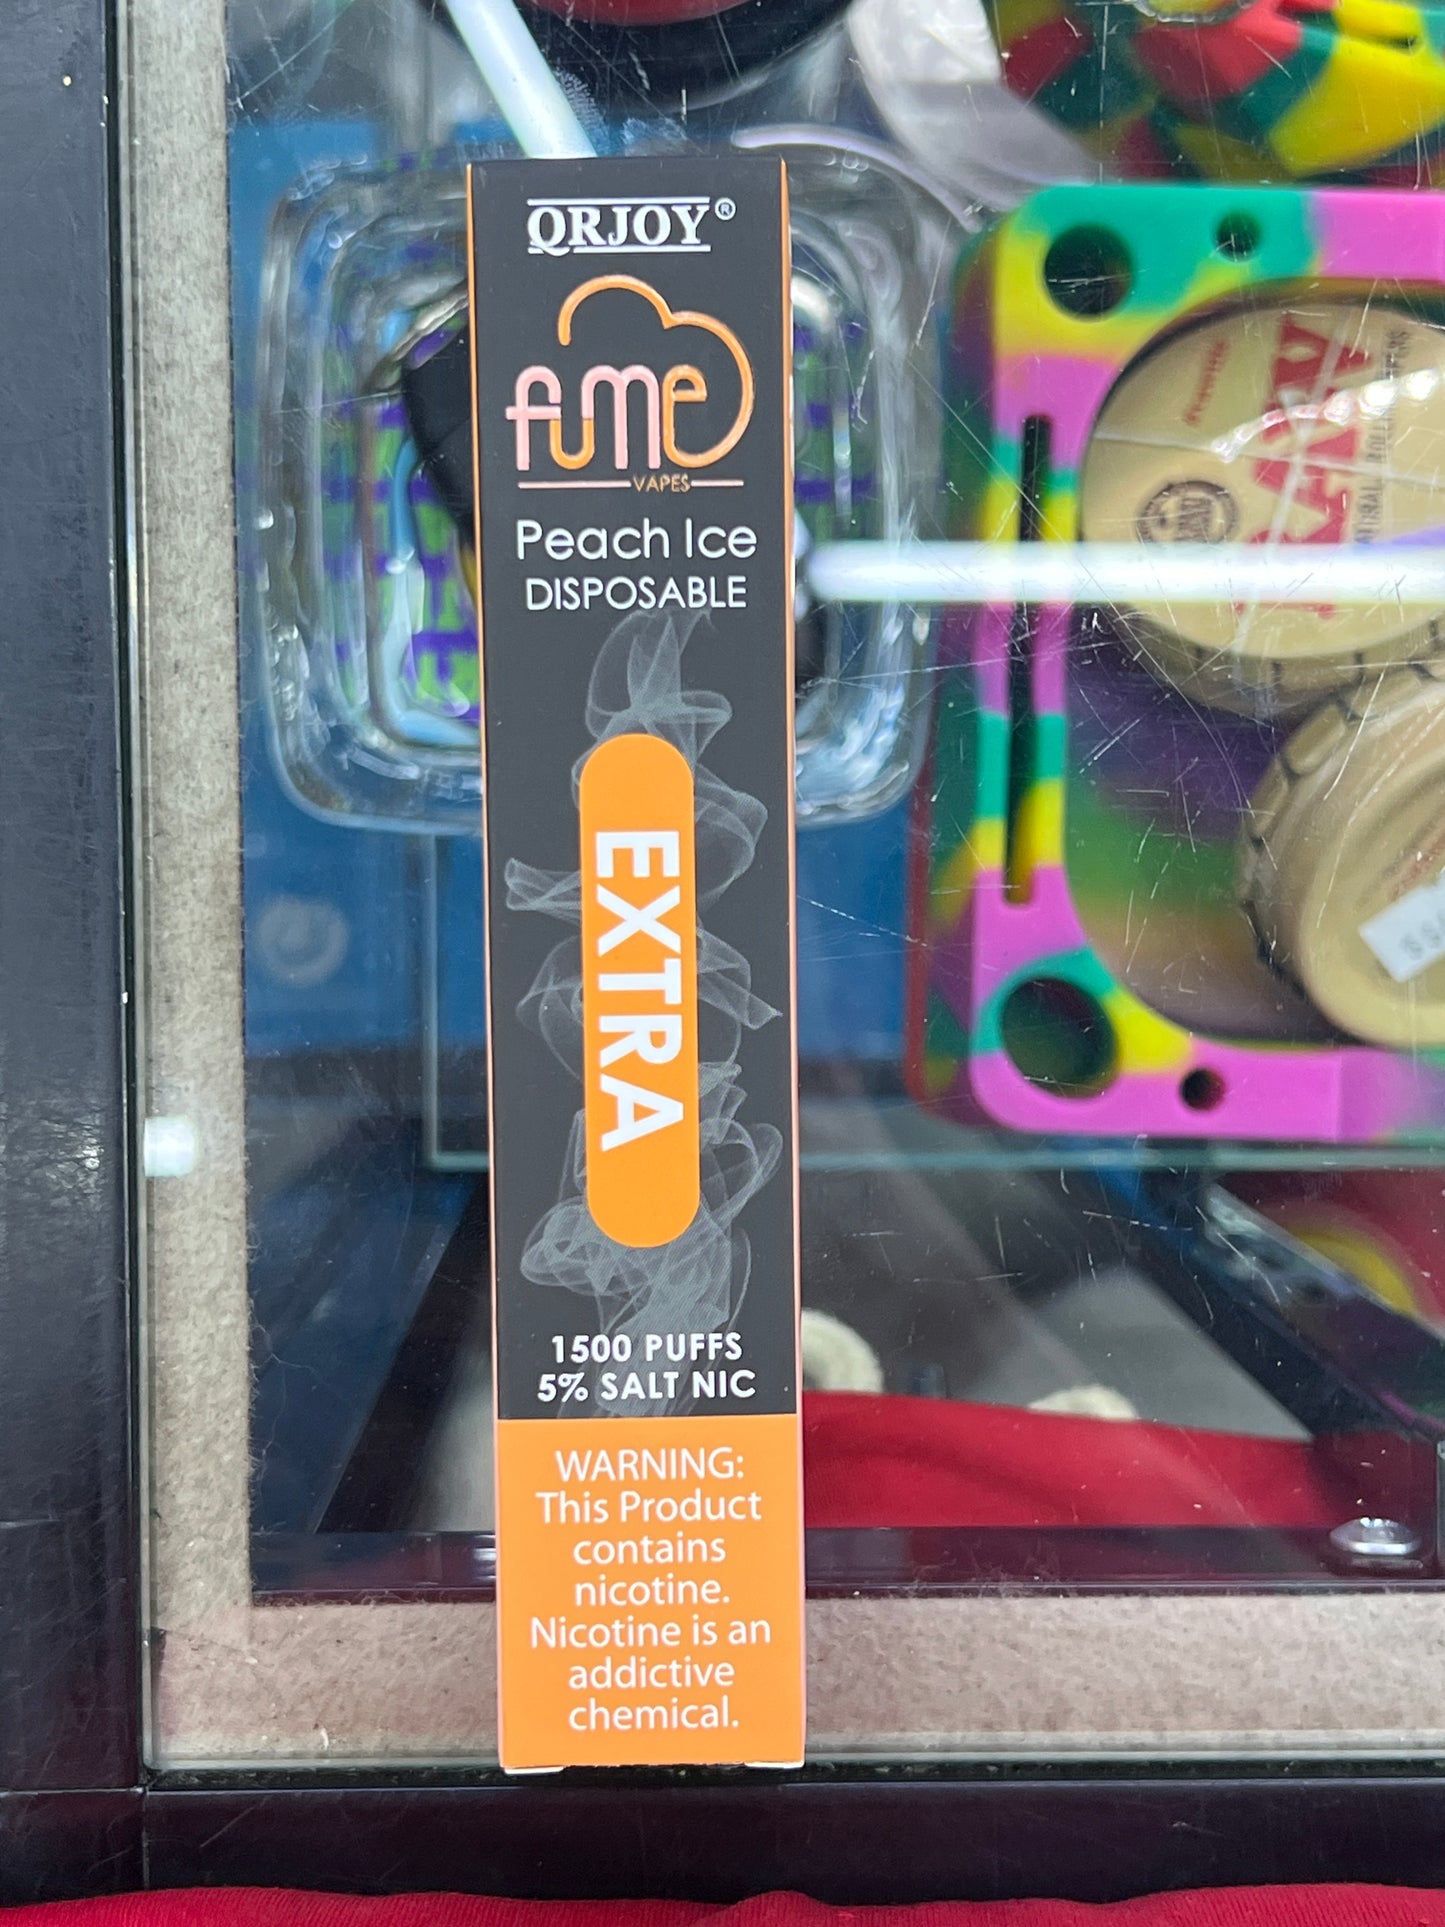 QRJOY®
fume
VAPES
Peach Ice
DISPOSABLE
EXTRA
1500 PUFFS
5% SALT NIC
WARNING:
This Product
contains
nicotine.
Nicotine is an
addictive
chemical.
RAW